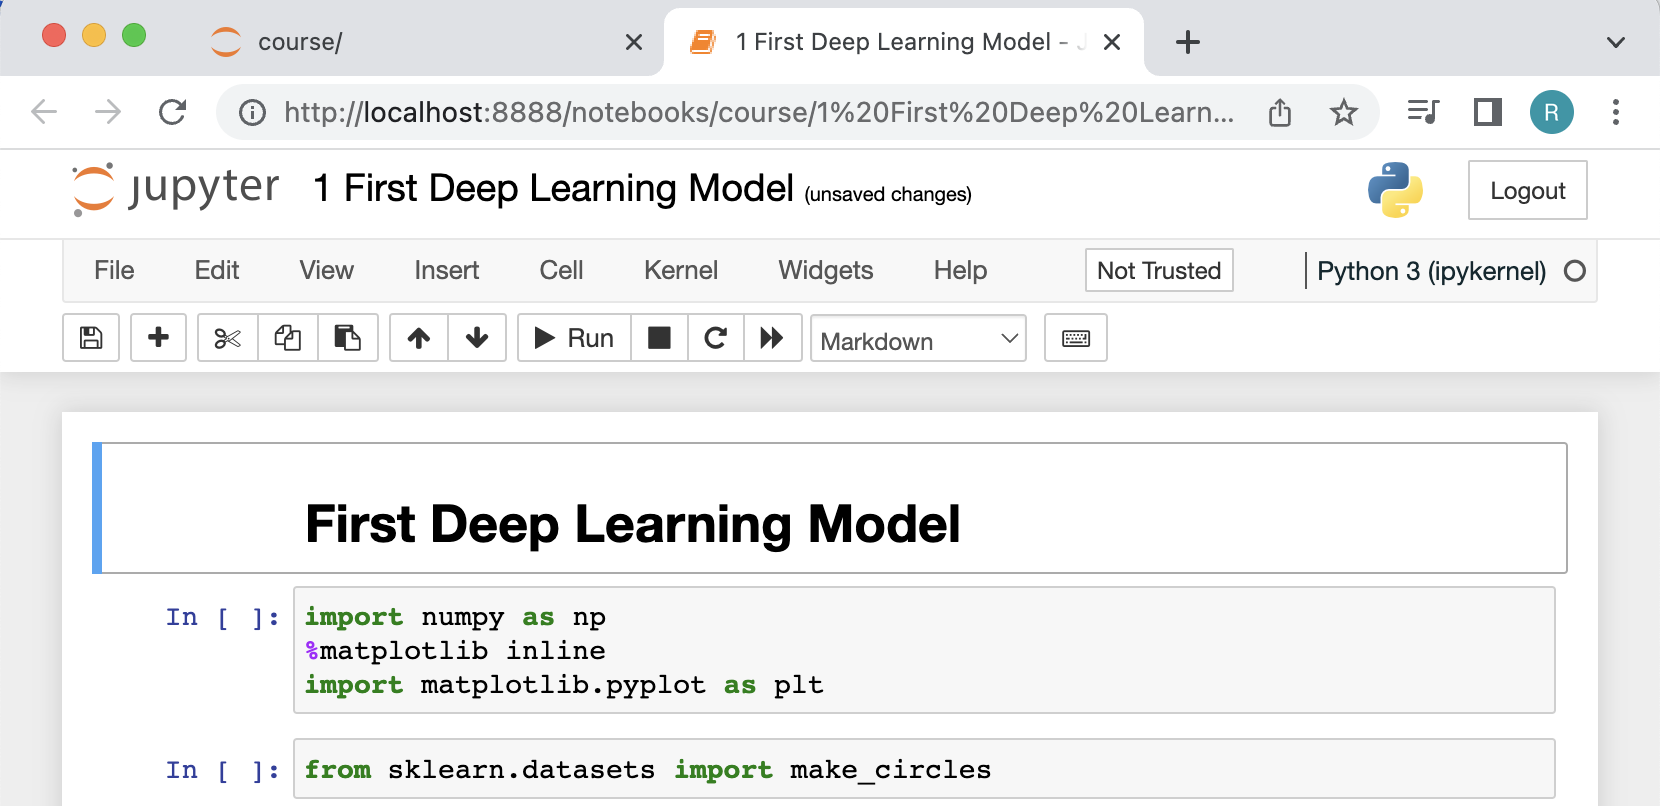 course/
1 First Deep Learning Model - J
http://localhost:8888/notebooks/course/1%20First%20Deep%20Learn...
R
jupyter 1 First Deep Learning Model (unsaved changes)
Logout
File Edit View Insert Cell Kernel Widgets Help Not Trusted Python 3 (ipykernel)
Run Markdown
First Deep Learning Model
In [ ]: import numpy as np
%matplotlib inline
import matplotlib.pyplot as plt
In [ ]: from sklearn.datasets import make_circles